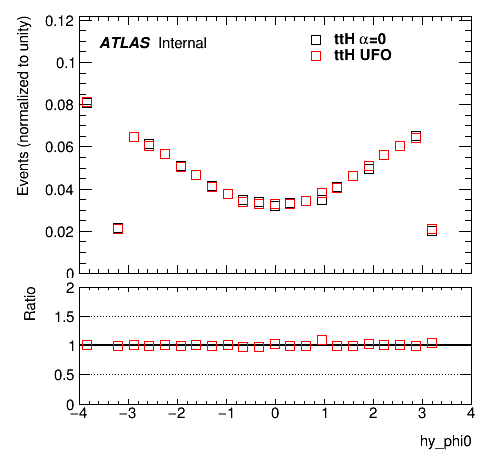 0.12
0.1
0.08
0.06
0.04
0.02
0
Events (normalized to unity)
ATLAS Internal
ttH α=0
ttH UFO
2
1.5
1
0.5
0
Ratio
−4 −3 −2 −1 0 1 2 3 4
hy_phi0